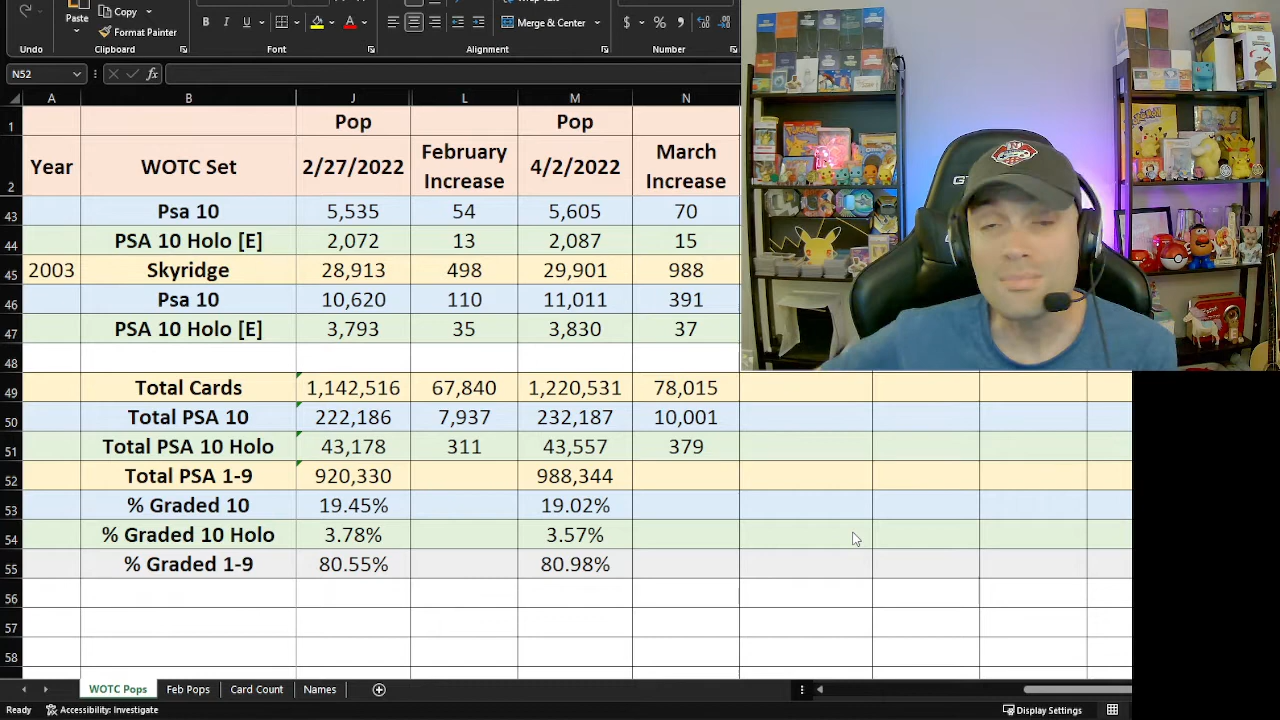 Undo
Paste
Copy
Format Painter
Clipboard
B I U
Font
Merge & Center
Alignment
$ % ,
Number
N52
fx
A B J L M N
1 Pop Pop
2 Year WOTC Set 2/27/2022 February Increase 4/2/2022 March Increase
43 Psa 10 5,535 54 5,605 70
44 PSA 10 Holo [E] 2,072 13 2,087 15
45 2003 Skyridge 28,913 498 29,901 988
46 Psa 10 10,620 110 11,011 391
47 PSA 10 Holo [E] 3,793 35 3,830 37
48
49 Total Cards 1,142,516 67,840 1,220,531 78,015
50 Total PSA 10 222,186 7,937 232,187 10,001
51 Total PSA 10 Holo 43,178 311 43,557 379
52 Total PSA 1-9 920,330 988,344
53 % Graded 10 19.45% 19.02%
54 % Graded 10 Holo 3.78% 3.57%
55 % Graded 1-9 80.55% 80.98%
56
57
58
WOTC Pops Feb Pops Card Count Names
Ready Accessibility: Investigate Display Settings